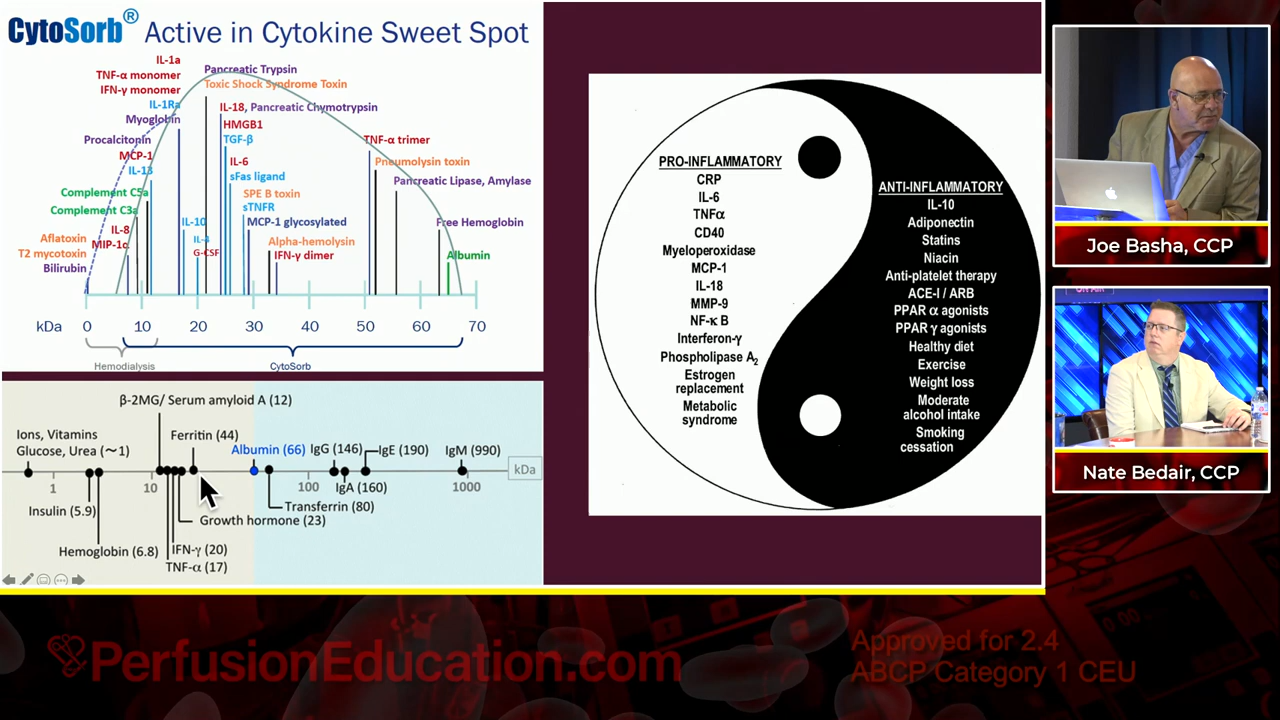 CytoSorb® Active in Cytokine Sweet Spot
IL-1a
TNF-α monomer
IFN-γ monomer
IL-1Ra
Myoglobin
Procalcitonin
MCP-1
IL-13
Complement C5a
Complement C3a
IL-8
MIP-1α
Aflatoxin
T2 mycotoxin
Bilirubin
Pancreatic Trypsin
Toxic Shock Syndrome Toxin
IL-18, Pancreatic Chymotrypsin
HMGB1
TGF-β
IL-6
sFas ligand
SPE B toxin
sTNFR
IL-10
MCP-1 glycosylated
IL-4
G-CSF
Alpha-hemolysin
IFN-γ dimer
TNF-α trimer
Pneumolysin toxin
Pancreatic Lipase, Amylase
Free Hemoglobin
Albumin
kDa 0 10 20 30 40 50 60 70
Hemodialysis
CytoSorb
β-2MG/ Serum amyloid A (12)
Ions, Vitamins
Glucose, Urea (~1)
Ferritin (44)
Albumin (66)
IgG (146)
IgE (190)
IgM (990)
kDa
1 10 100 1000
IgA (160)
Insulin (5.9)
Transferrin (80)
Growth hormone (23)
Hemoglobin (6.8)
IFN-γ (20)
TNF-α (17)
PRO-INFLAMMATORY
CRP
IL-6
TNFα
CD40
Myeloperoxidase
MCP-1
IL-18
MMP-9
NF-κ B
Interferon-γ
Phospholipase A2
Estrogen
replacement
Metabolic
syndrome
ANTI-INFLAMMATORY
IL-10
Adiponectin
Statins
Niacin
Anti-platelet therapy
ACE-I / ARB
PPAR α agonists
PPAR γ agonists
Healthy diet
Exercise
Weight loss
Moderate
alcohol intake
Smoking
cessation
Joe Basha, CCP
ON AIR
Nate Bedair, CCP
PerfusionEducation.com
Approved for 2.4
ABCP Category 1 CEU